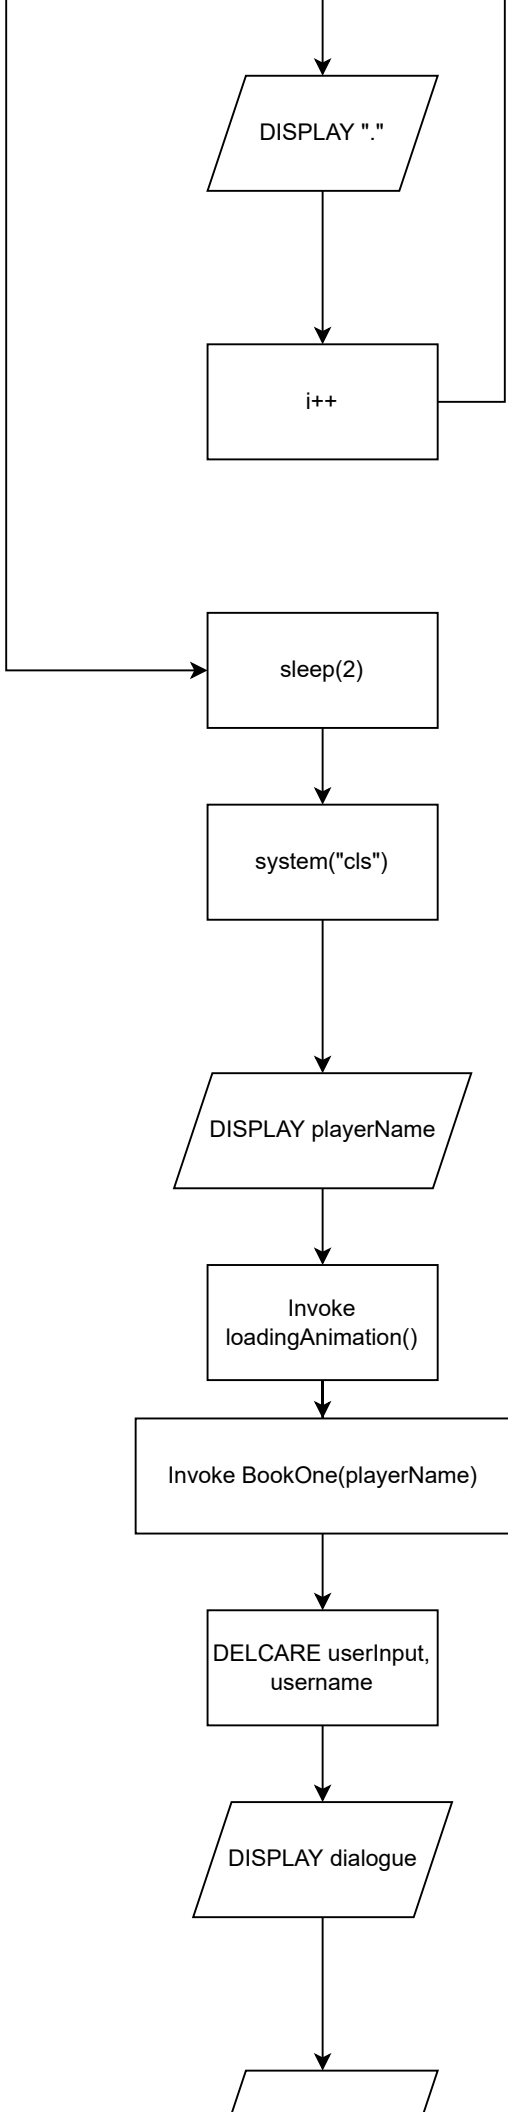 DISPLAY "."
i++
sleep(2)
system("cls")
DISPLAY playerName
Invoke
loadingAnimation()
Invoke BookOne(playerName)
DELCARE userInput,
username
DISPLAY dialogue